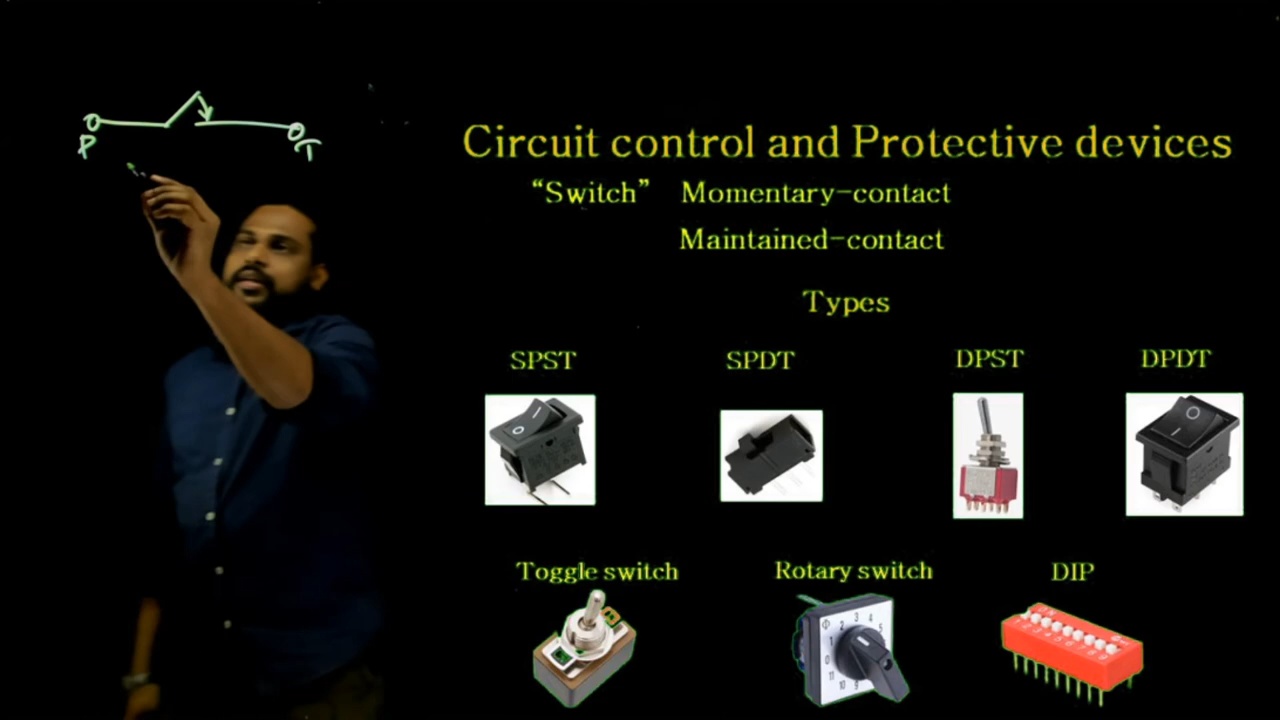 P T
Circuit control and Protective devices
“Switch” Momentary-contact
Maintained-contact
Types
SPST SPDT DPST DPDT
Toggle switch Rotary switch DIP